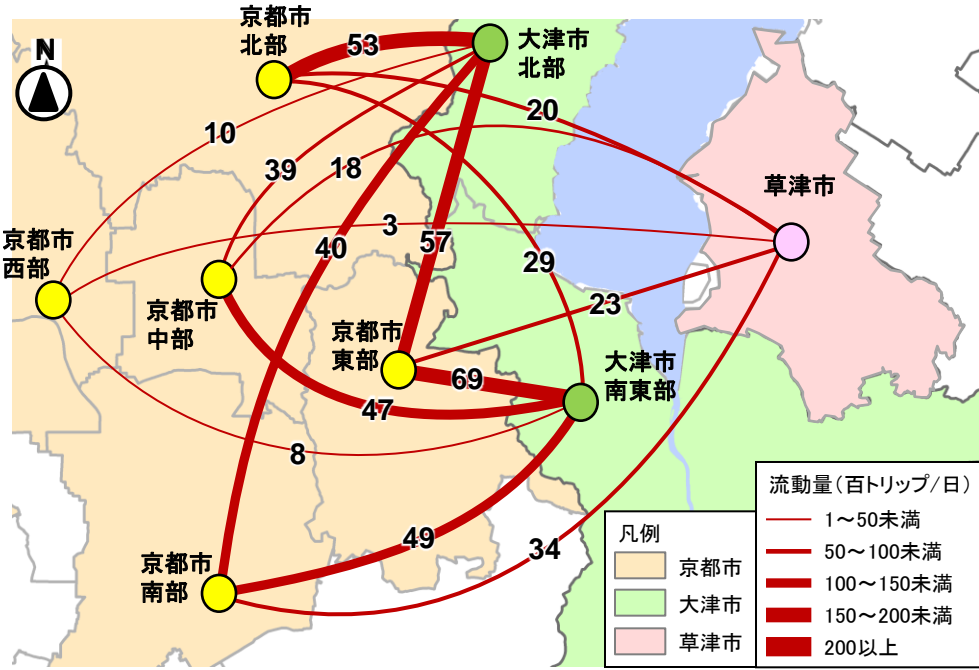 京都市
北部
53
大津市
北部
N
20
10
39
18
草津市
3
京都市
西部
40
57
29
京都市
中部
23
京都市
東部
69
大津市
南東部
47
8
49
34
京都市
南部
凡例
京都市
大津市
草津市
流動量(百トリップ/日)
1~50未満
50~100未満
100~150未満
150~200未満
200以上